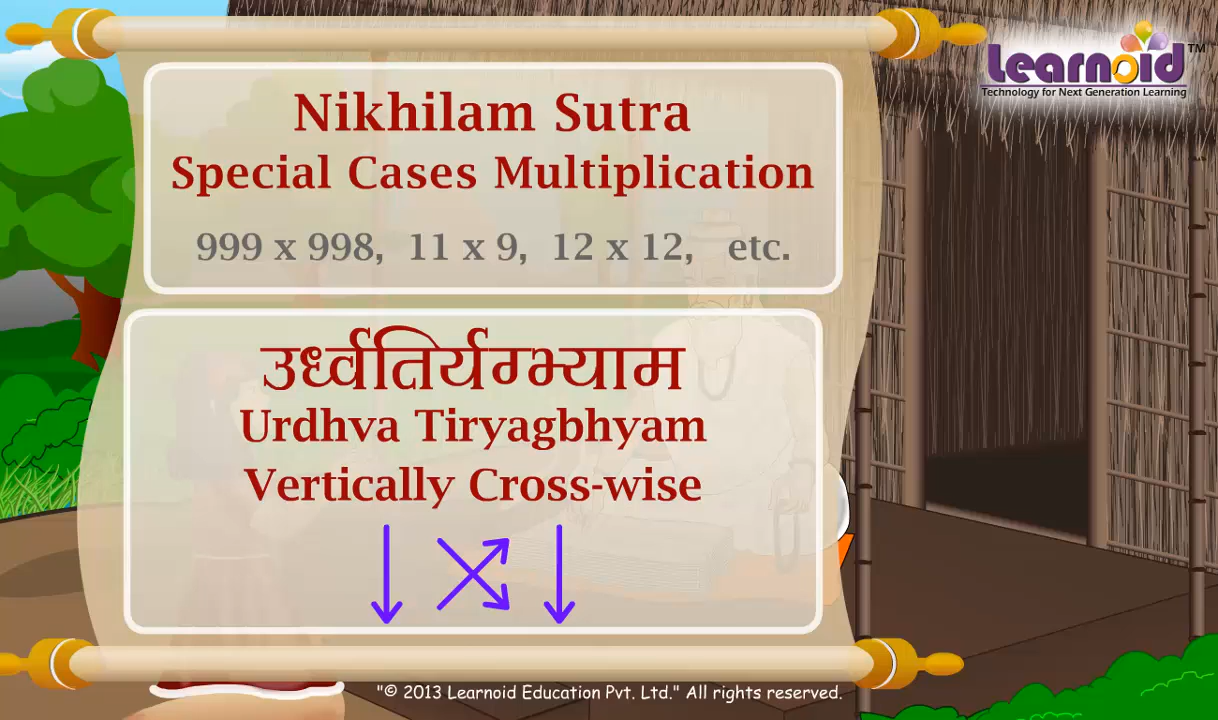 Learnoid™
Technology for Next Generation Learning
Nikhilam Sutra
Special Cases Multiplication
999 x 998, 11 x 9, 12 x 12, etc.
उर्ध्वतिर्यग्भ्याम
Urdhva Tiryagbhyam
Vertically Cross-wise
"© 2013 Learnoid Education Pvt. Ltd." All rights reserved.